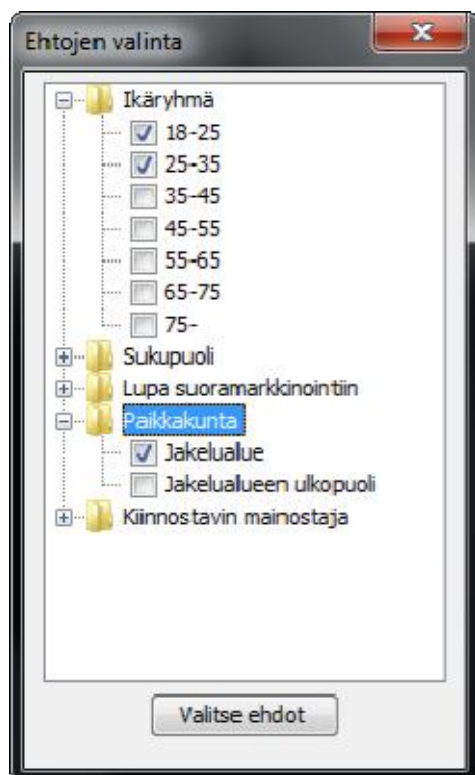 Ehtojen valinta
Ikäryhmä
18-25
25-35
35-45
45-55
55-65
65-75
75-
Sukupuoli
Lupa suoramarkkinointiin
Paikkakunta
Jakelualue
Jakelualueen ulkopuoli
Kiinnostavin mainostaja
Valitse ehdot